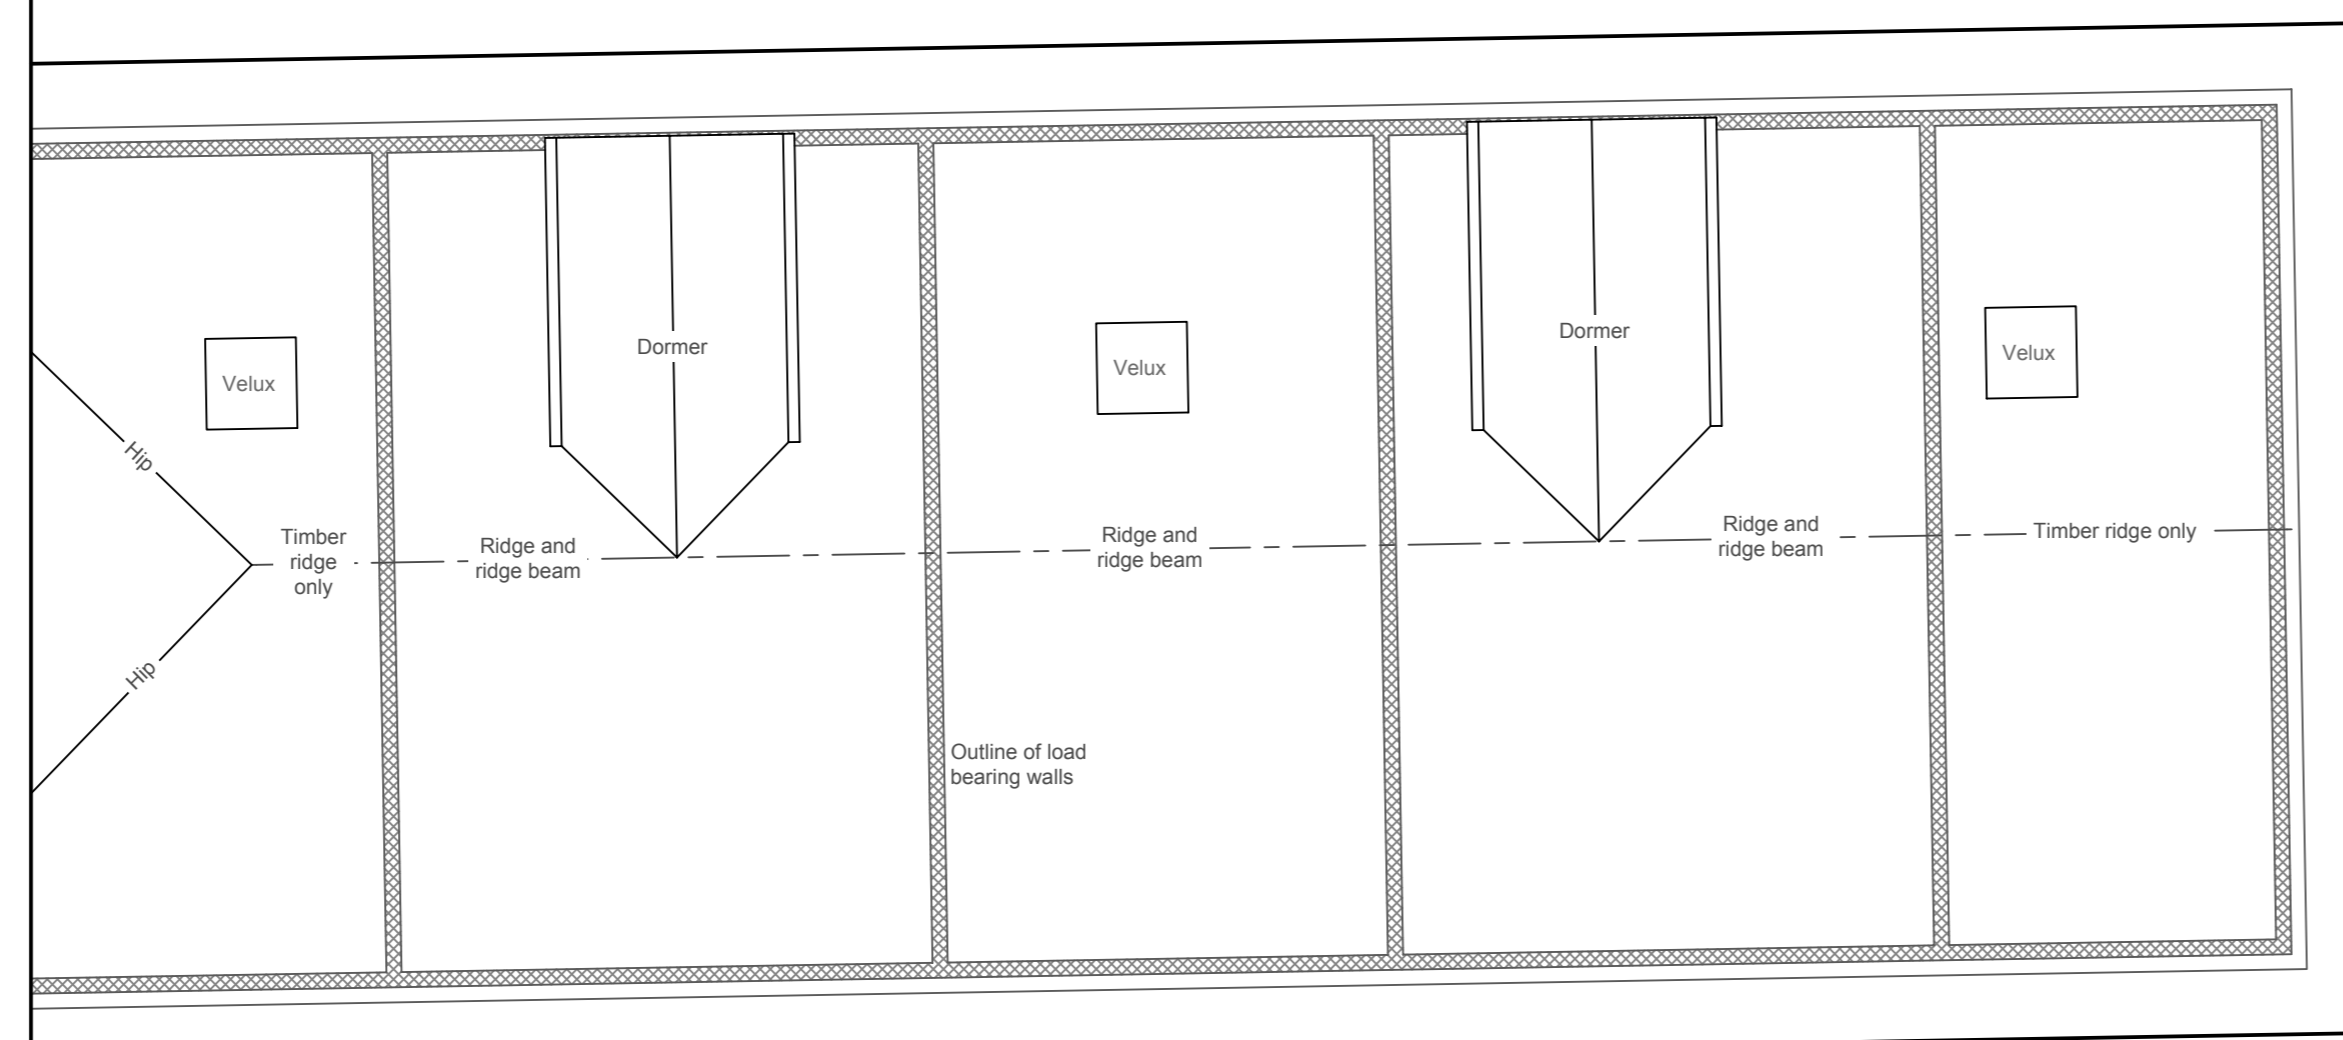 Dormer
Dormer
Velux
Velux
Velux
Hip
Timber
ridge
only
Ridge and
ridge beam
Ridge and
ridge beam
Ridge and
ridge beam
Timber ridge only
Hip
Outline of load
bearing walls